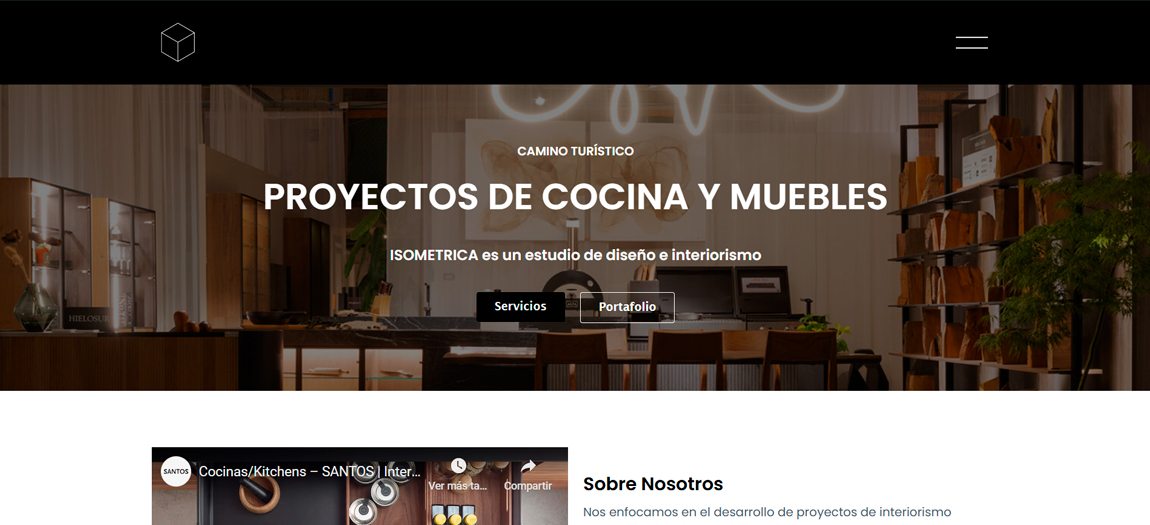 CAMINO TURÍSTICO
PROYECTOS DE COCINA Y MUEBLES
ISOMETRICA es un estudio de diseño e interiorismo
Servicios
Portafolio
HIELOSUR
SANTOS
Cocinas/Kitchens – SANTOS | Inter...
Ver más ta...
Compartir
Sobre Nosotros
Nos enfocamos en el desarrollo de proyectos de interiorismo